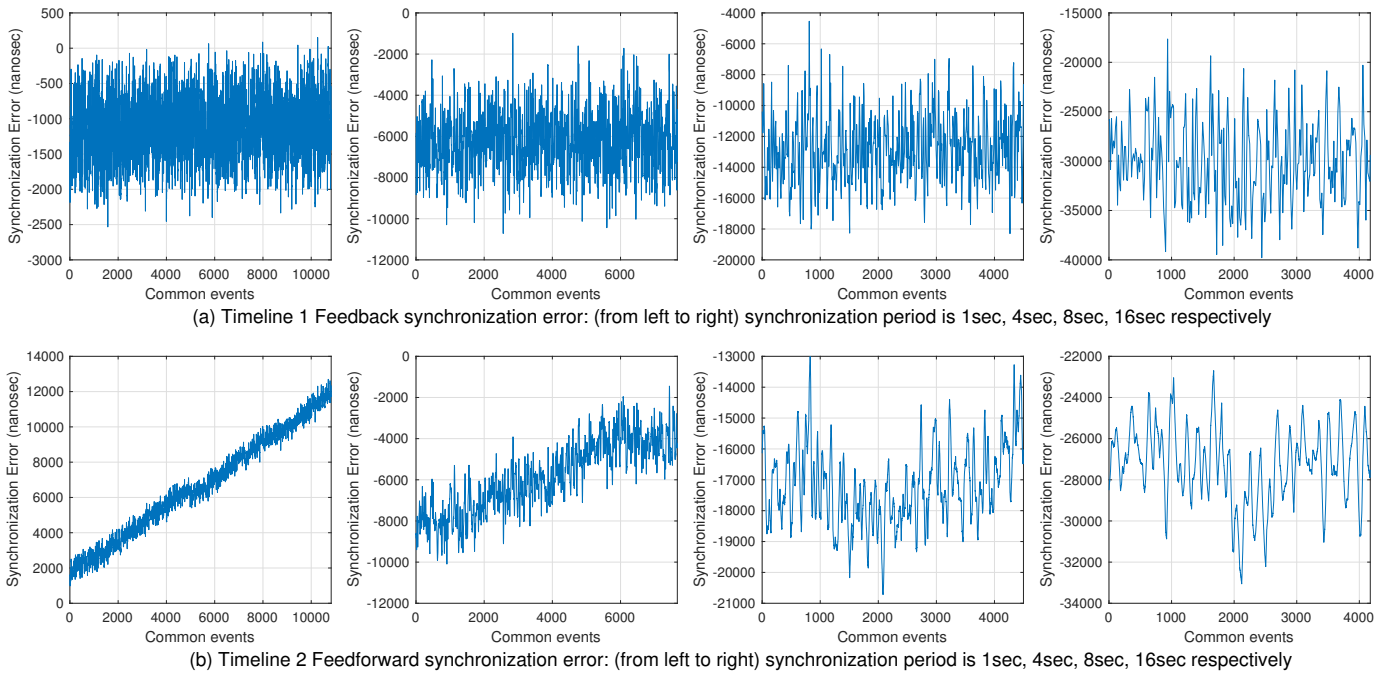 500
0
-500
-1000
-1500
-2000
-2500
-3000
0 2000 4000 6000 8000 10000
Synchronization Error (nanosec)
Common events
0
-2000
-4000
-6000
-8000
-10000
-12000
0 2000 4000 6000
Synchronization Error (nanosec)
Common events
-4000
-6000
-8000
-10000
-12000
-14000
-16000
-18000
-20000
0 1000 2000 3000 4000
Synchronization Error (nanosec)
Common events
-15000
-20000
-25000
-30000
-35000
-40000
0 1000 2000 3000 4000
Synchronization Error (nanosec)
Common events
(a) Timeline 1 Feedback synchronization error: (from left to right) synchronization period is 1sec, 4sec, 8sec, 16sec respectively
14000
12000
10000
8000
6000
4000
2000
0
0 2000 4000 6000 8000 10000
Synchronization Error (nanosec)
Common events
0
-2000
-4000
-6000
-8000
-10000
-12000
0 2000 4000 6000
Synchronization Error (nanosec)
Common events
-13000
-14000
-15000
-16000
-17000
-18000
-19000
-20000
-21000
0 1000 2000 3000 4000
Synchronization Error (nanosec)
Common events
-22000
-24000
-26000
-28000
-30000
-32000
-34000
0 1000 2000 3000 4000
Synchronization Error (nanosec)
Common events
(b) Timeline 2 Feedforward synchronization error: (from left to right) synchronization period is 1sec, 4sec, 8sec, 16sec respectively